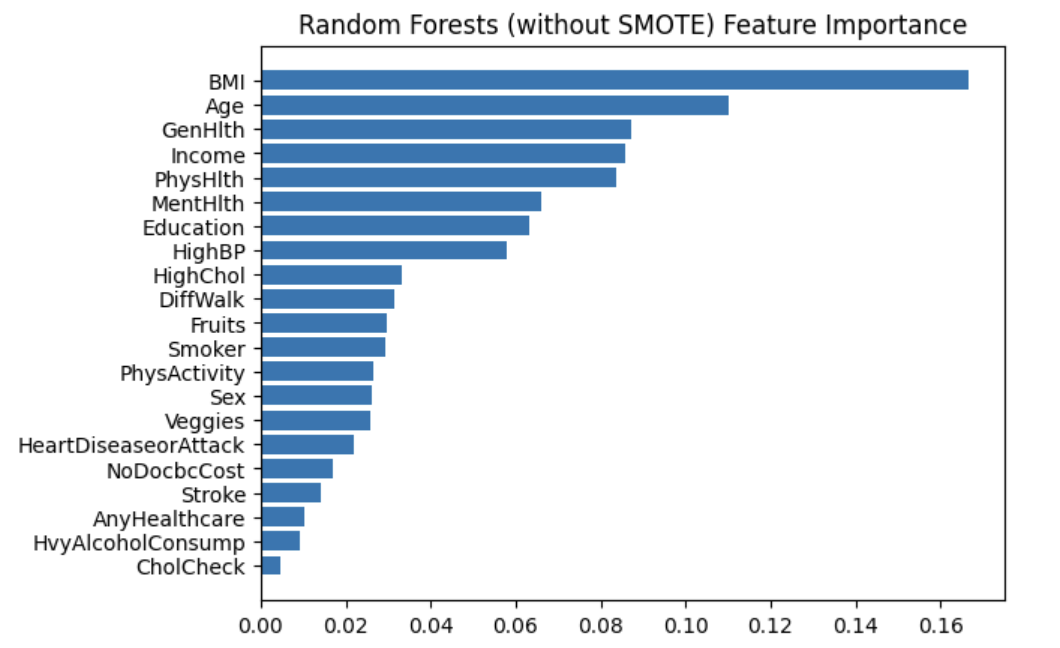 Random Forests (without SMOTE) Feature Importance
BMI
Age
GenHlth
Income
PhysHlth
MentHlth
Education
HighBP
HighChol
DiffWalk
Fruits
Smoker
PhysActivity
Sex
Veggies
HeartDiseaseorAttack
NoDocbcCost
Stroke
AnyHealthcare
HvyAlcoholConsump
CholCheck
0.00 0.02 0.04 0.06 0.08 0.10 0.12 0.14 0.16